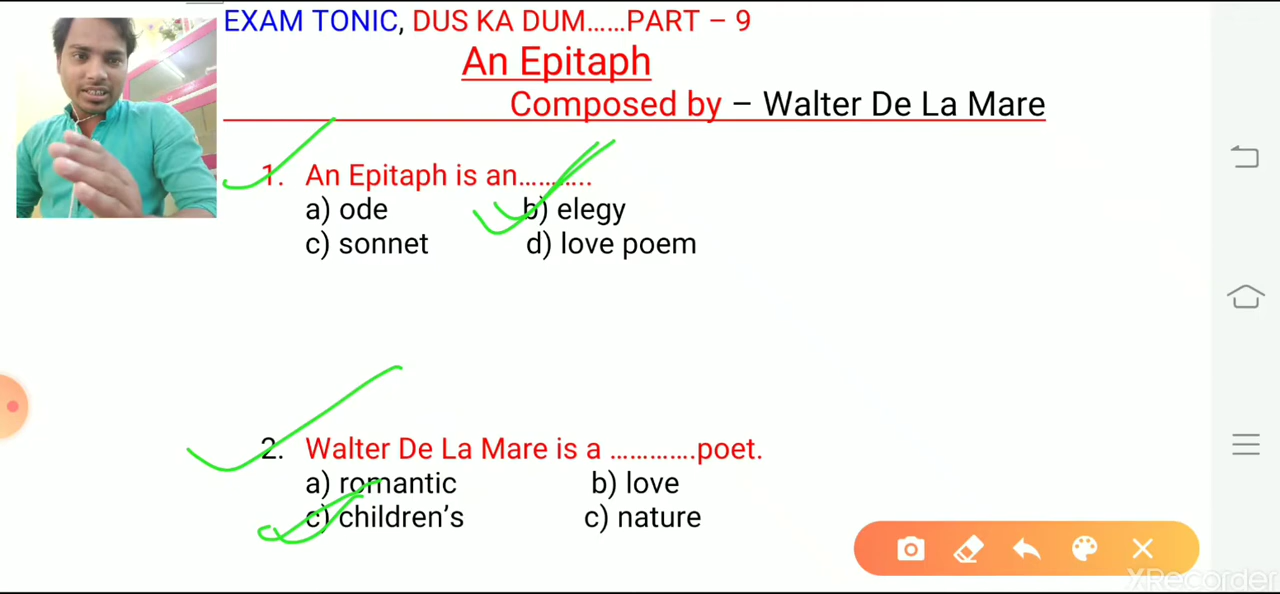 EXAM TONIC, DUS KA DUM......PART – 9
An Epitaph
Composed by – Walter De La Mare
1. An Epitaph is an...........
a) ode b) elegy
c) sonnet d) love poem
2. Walter De La Mare is a .............poet.
a) romantic b) love
c) children's c) nature
XRecorder